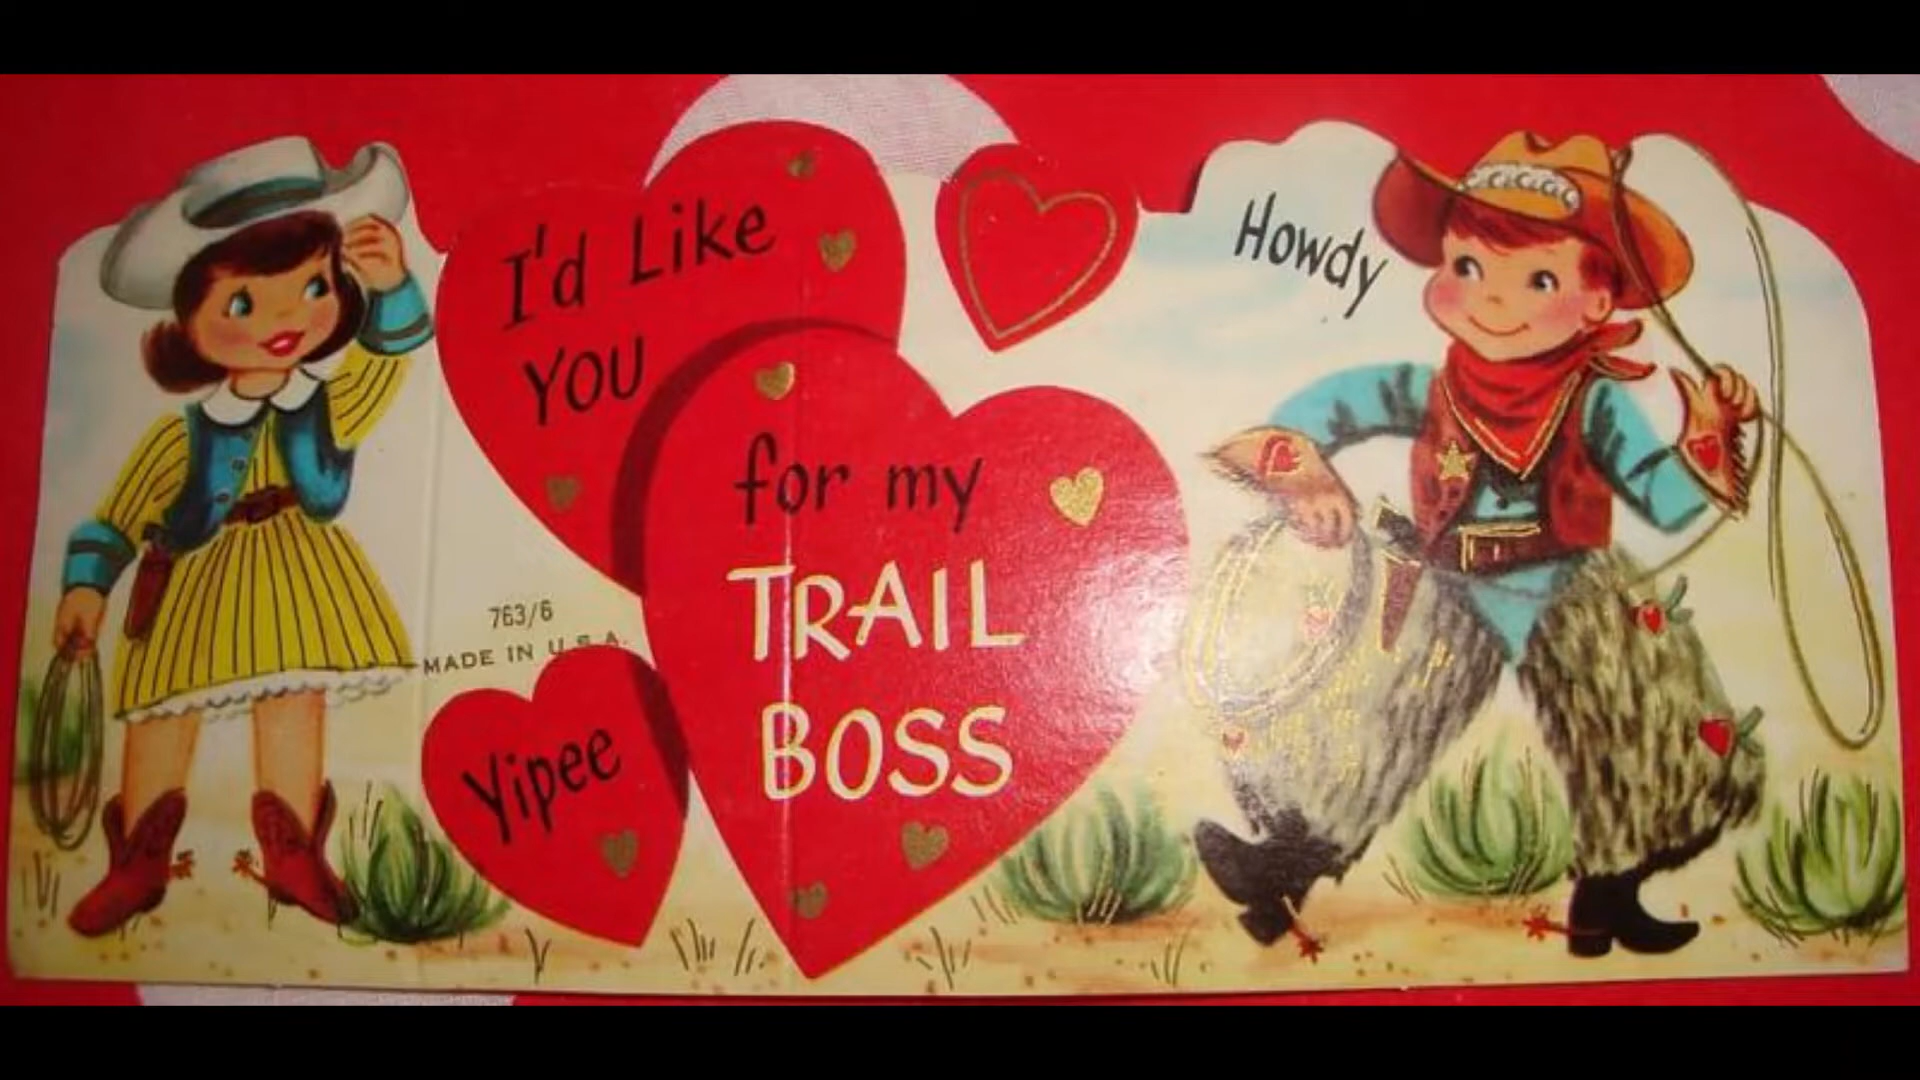 I'd Like
YOU
for my
TRAIL
BOSS
Howdy
763/6
MADE IN U.S.A.
Yipee